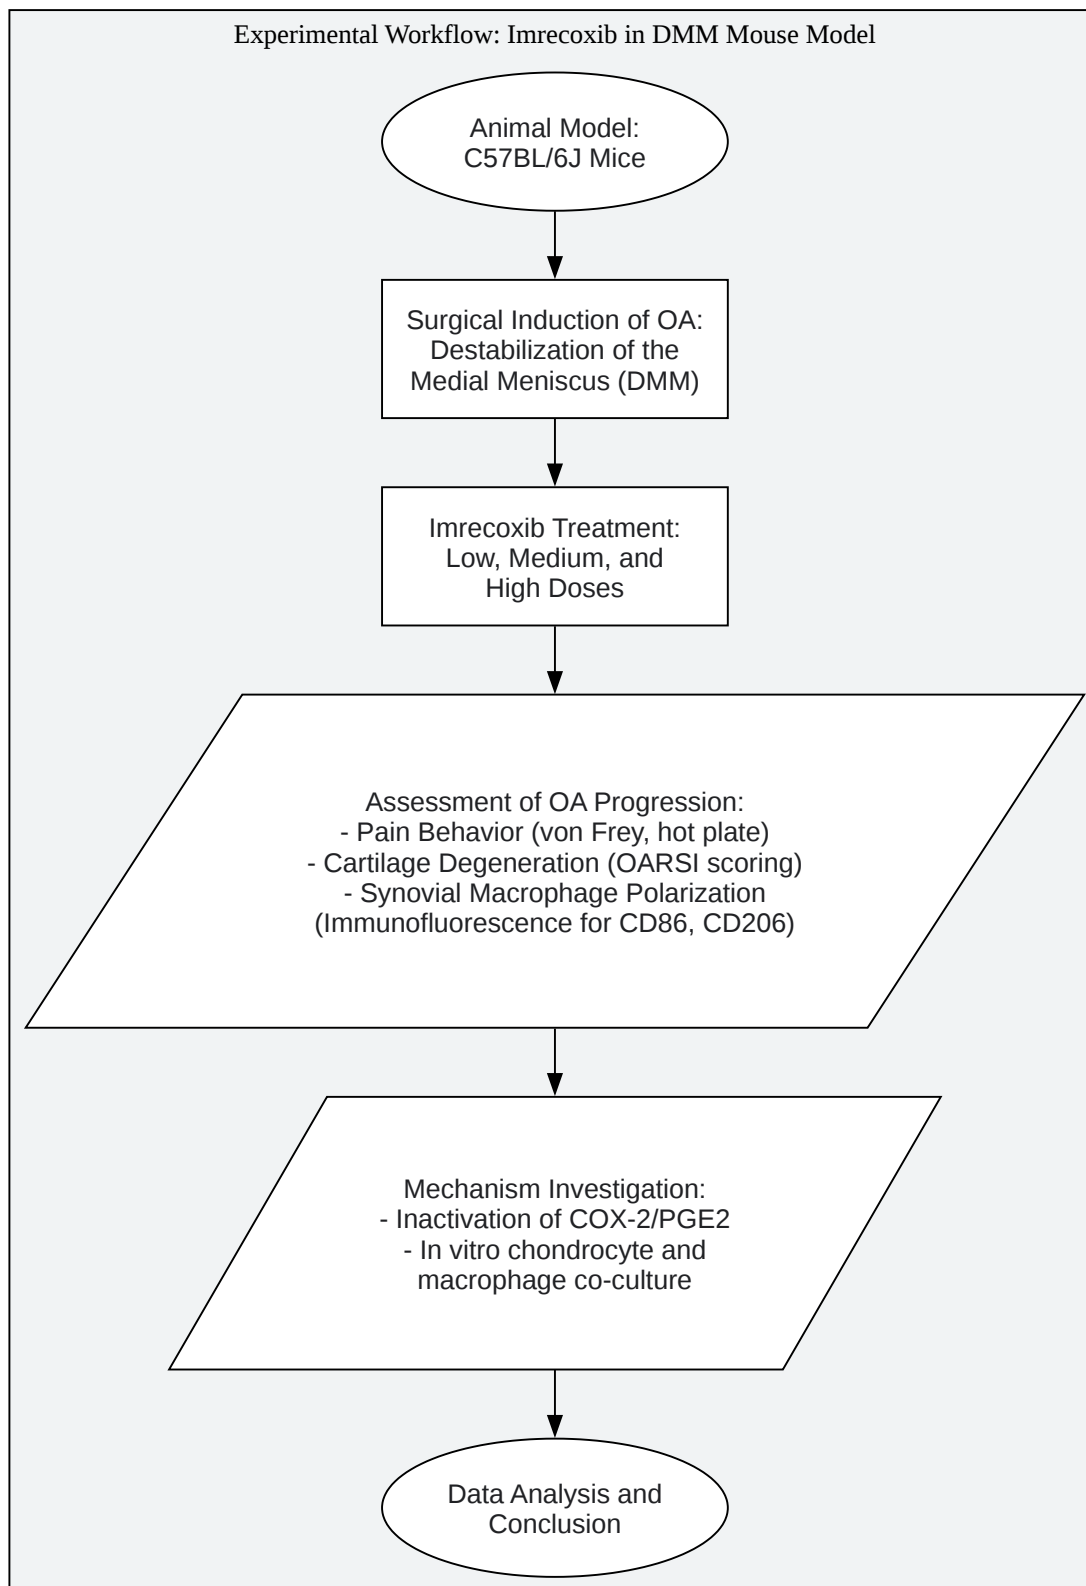 Experimental Workflow: Imrecoxib in DMM Mouse Model
Animal Model:
C57BL/6J Mice
Surgical Induction of OA:
Destabilization of the
Medial Meniscus (DMM)
Imrecoxib Treatment:
Low, Medium, and
High Doses
Assessment of OA Progression:
- Pain Behavior (von Frey, hot plate)
- Cartilage Degeneration (OARSI scoring)
- Synovial Macrophage Polarization
(Immunofluorescence for CD86, CD206)
Mechanism Investigation:
- Inactivation of COX-2/PGE2
- In vitro chondrocyte and
macrophage co-culture
Data Analysis and
Conclusion